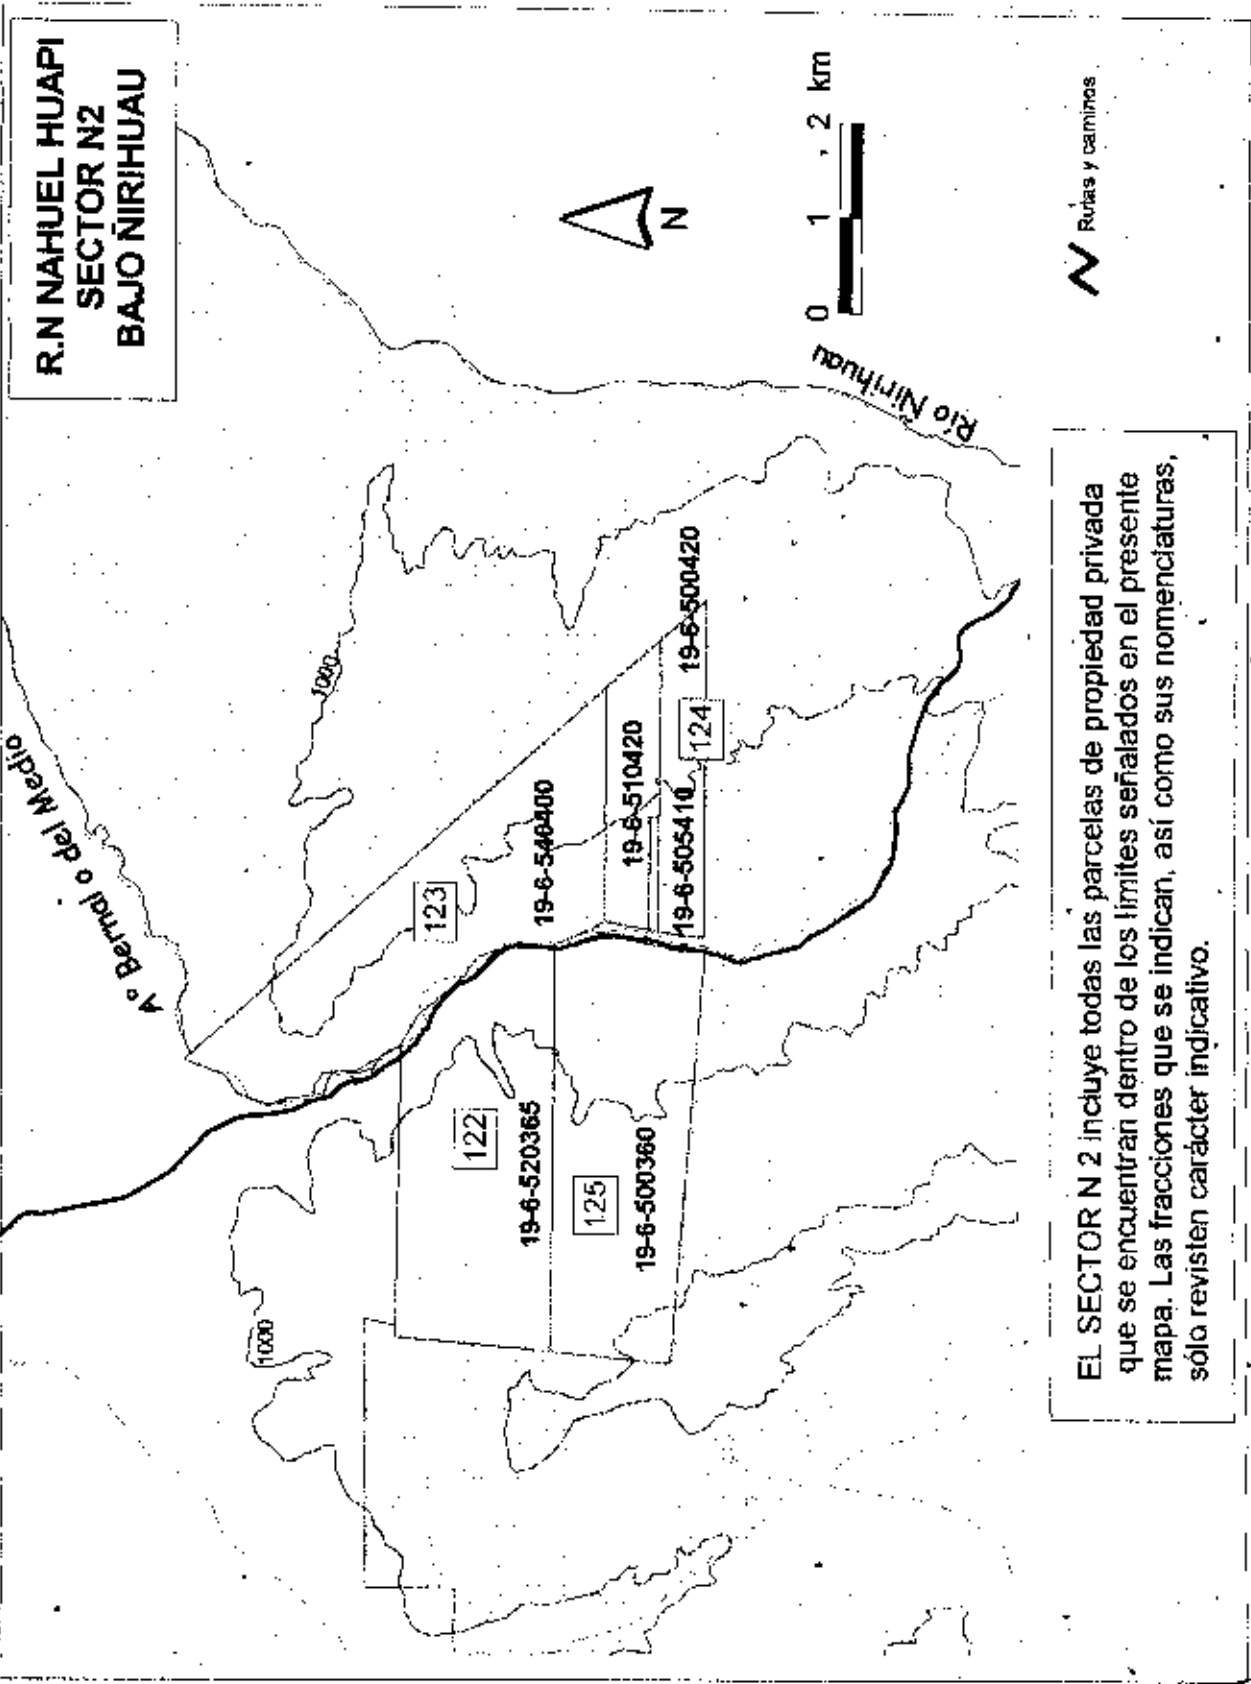 R.N NAHUEL HUAPI
SECTOR N2
BAJO ÑIRIHUAU
Aº Bernal o del Medio
1000
1000
123
122
125
124
19-6-540400
19-6-510420
19-6-505410
19-6-500420
19-6-520365
19-6-500360
N
0 1 2 km
Río Ñirihuau
Rutas y caminos
EL SECTOR N 2 incluye todas las parcelas de propiedad privada
que se encuentran dentro de los límites señalados en el presente
mapa. Las fracciones que se indican, así como sus nomenclaturas,
sólo revisten carácter indicativo.